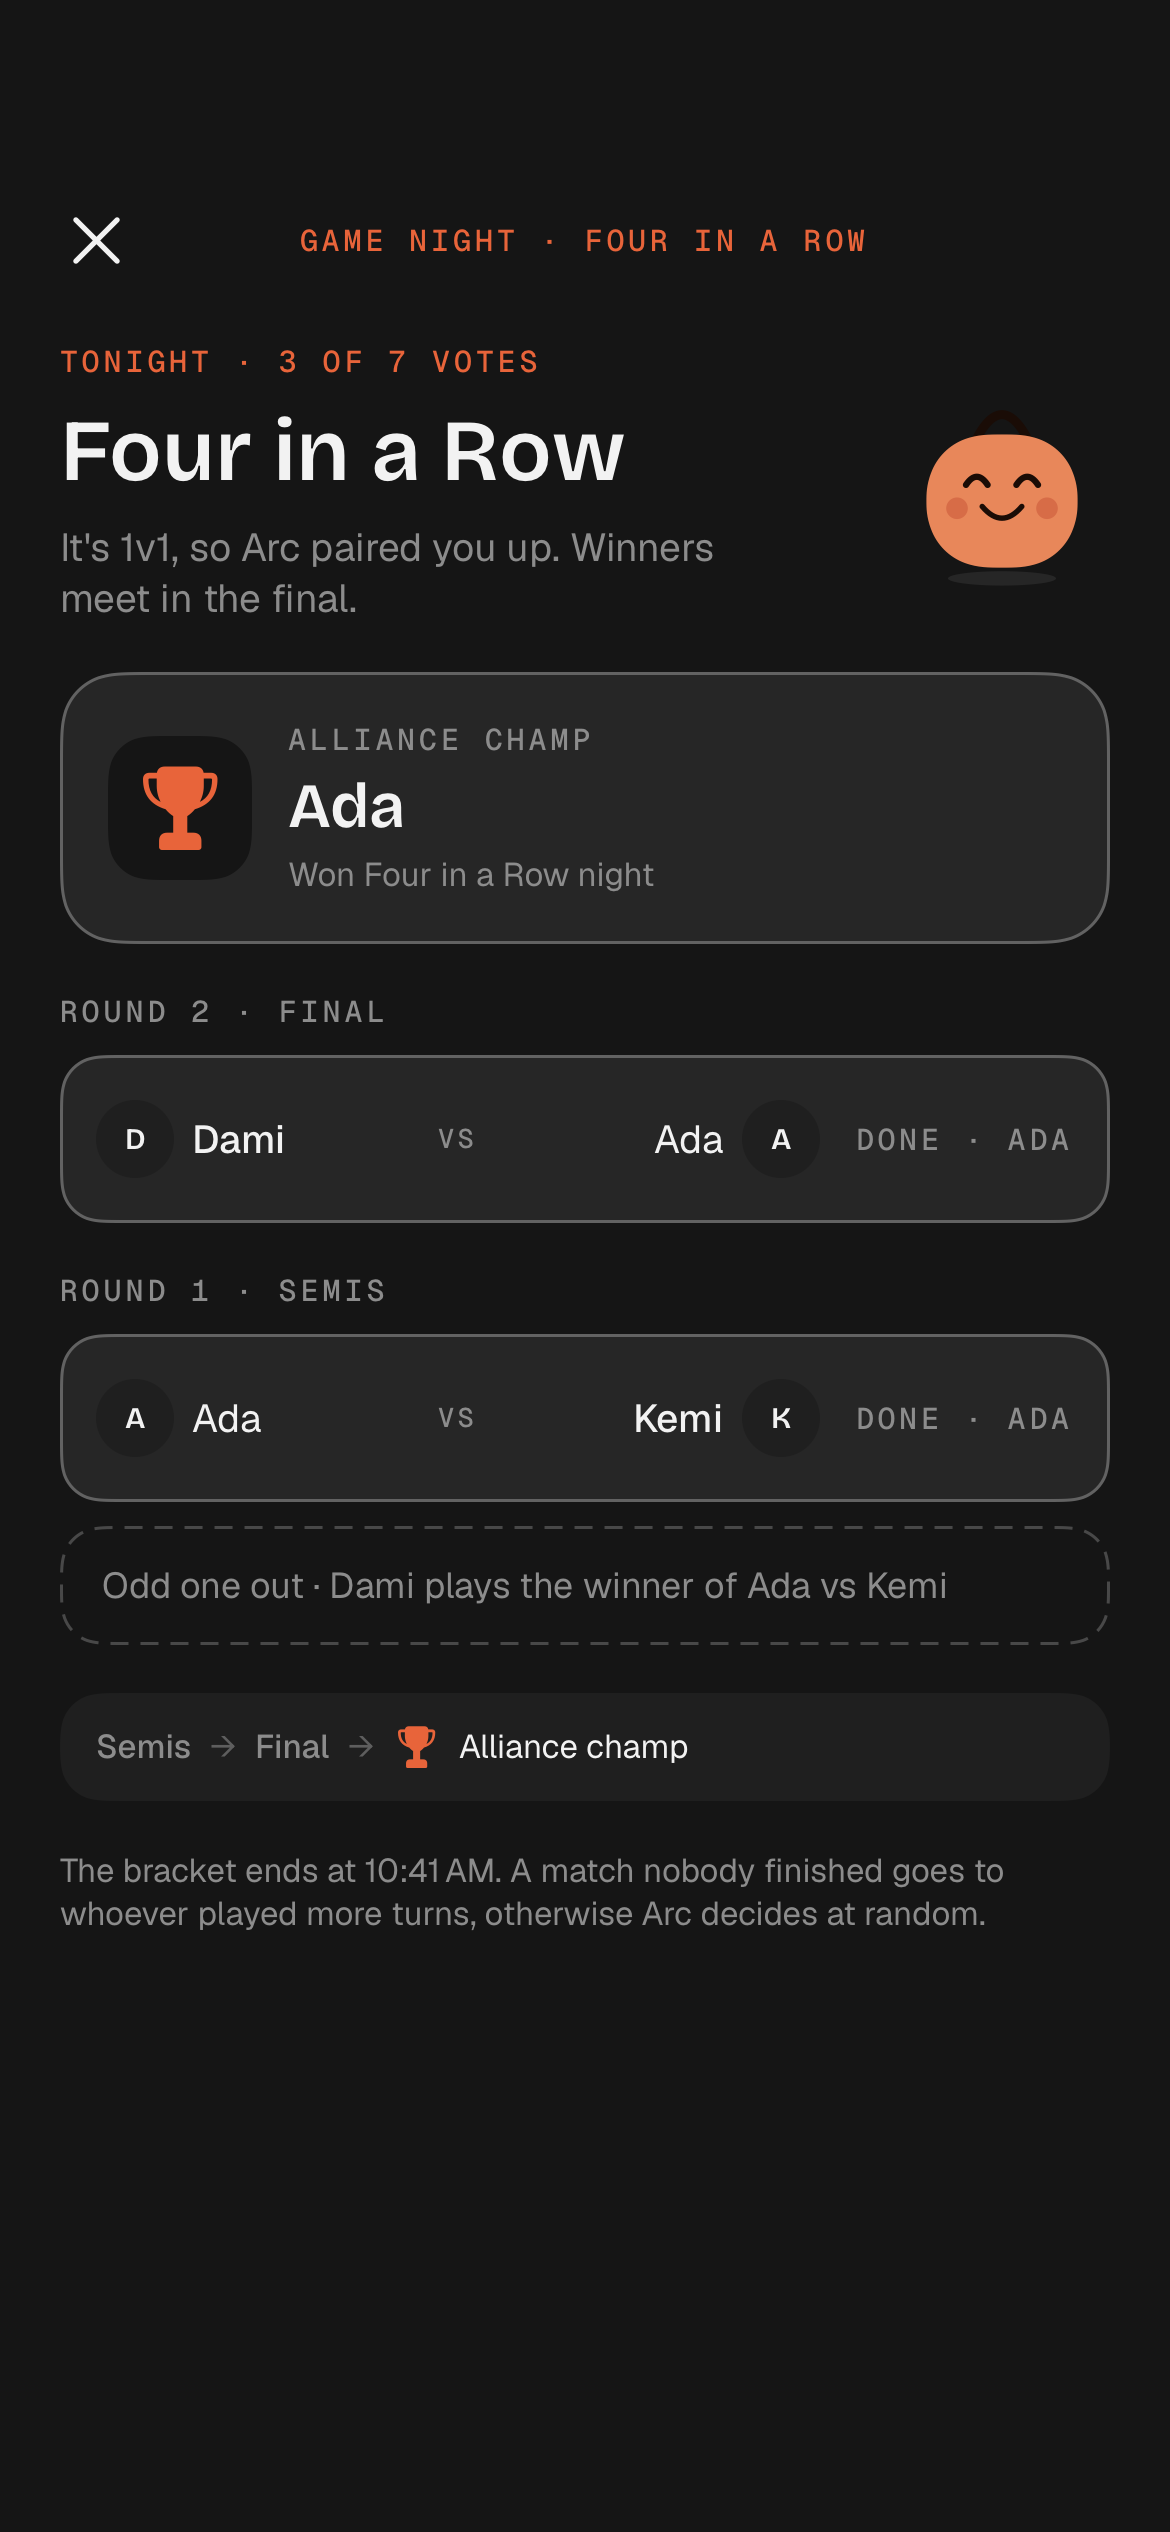 GAME NIGHT · FOUR IN A ROW
TONIGHT · 3 OF 7 VOTES
Four in a Row
It's 1v1, so Arc paired you up. Winners
meet in the final.
ALLIANCE CHAMP
Ada
Won Four in a Row night
ROUND 2 · FINAL
D Dami VS Ada A DONE · ADA
ROUND 1 · SEMIS
A Ada VS Kemi K DONE · ADA
Odd one out · Dami plays the winner of Ada vs Kemi
Semis → Final → Alliance champ
The bracket ends at 10:41 AM. A match nobody finished goes to
whoever played more turns, otherwise Arc decides at random.